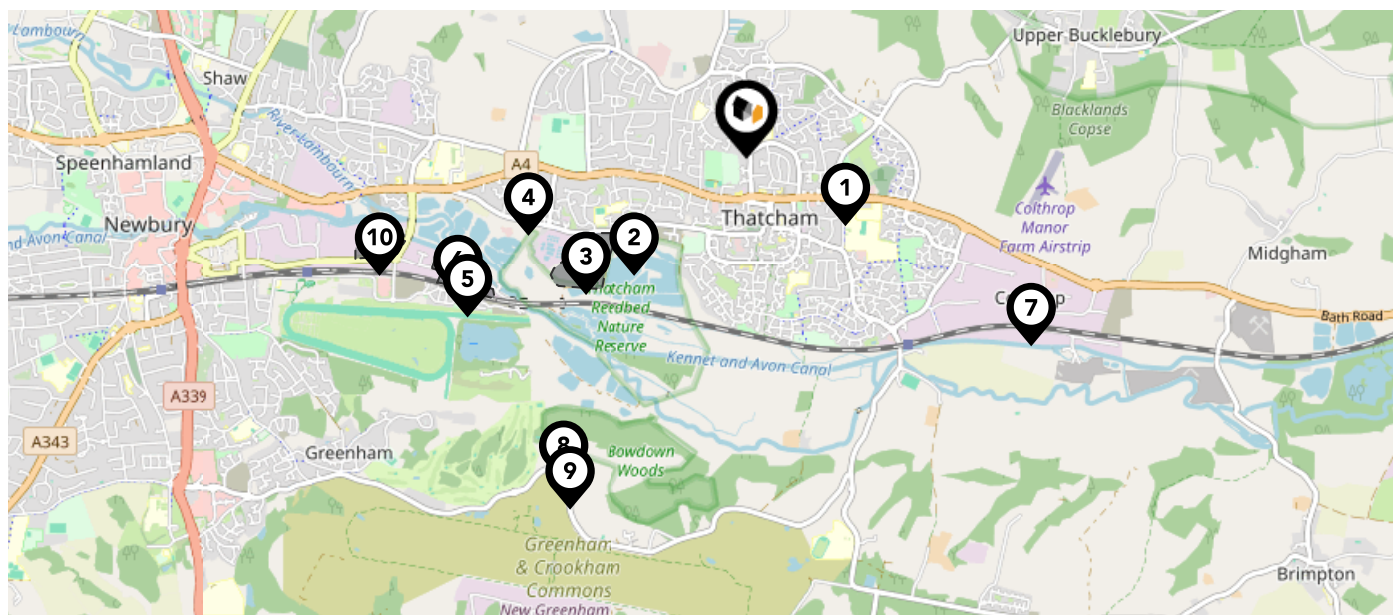 Lambourn
Shaw
Upper Bucklebury
Blacklands
Copse
River Lambourn
A4
Speenhamland
1
4
Colthrop
Manor
Farm Airstrip
Newbury
Thatcham
nd Avon Canal
10
2
3
Midgham
5
Thatcham
Reedbed
Nature
Reserve
7
Bath Road
Kennet and Avon Canal
A339
A343
Greenham
8
9
Bowdown
Woods
Greenham
& Crookham
Commons
New Greenham
Brimpton